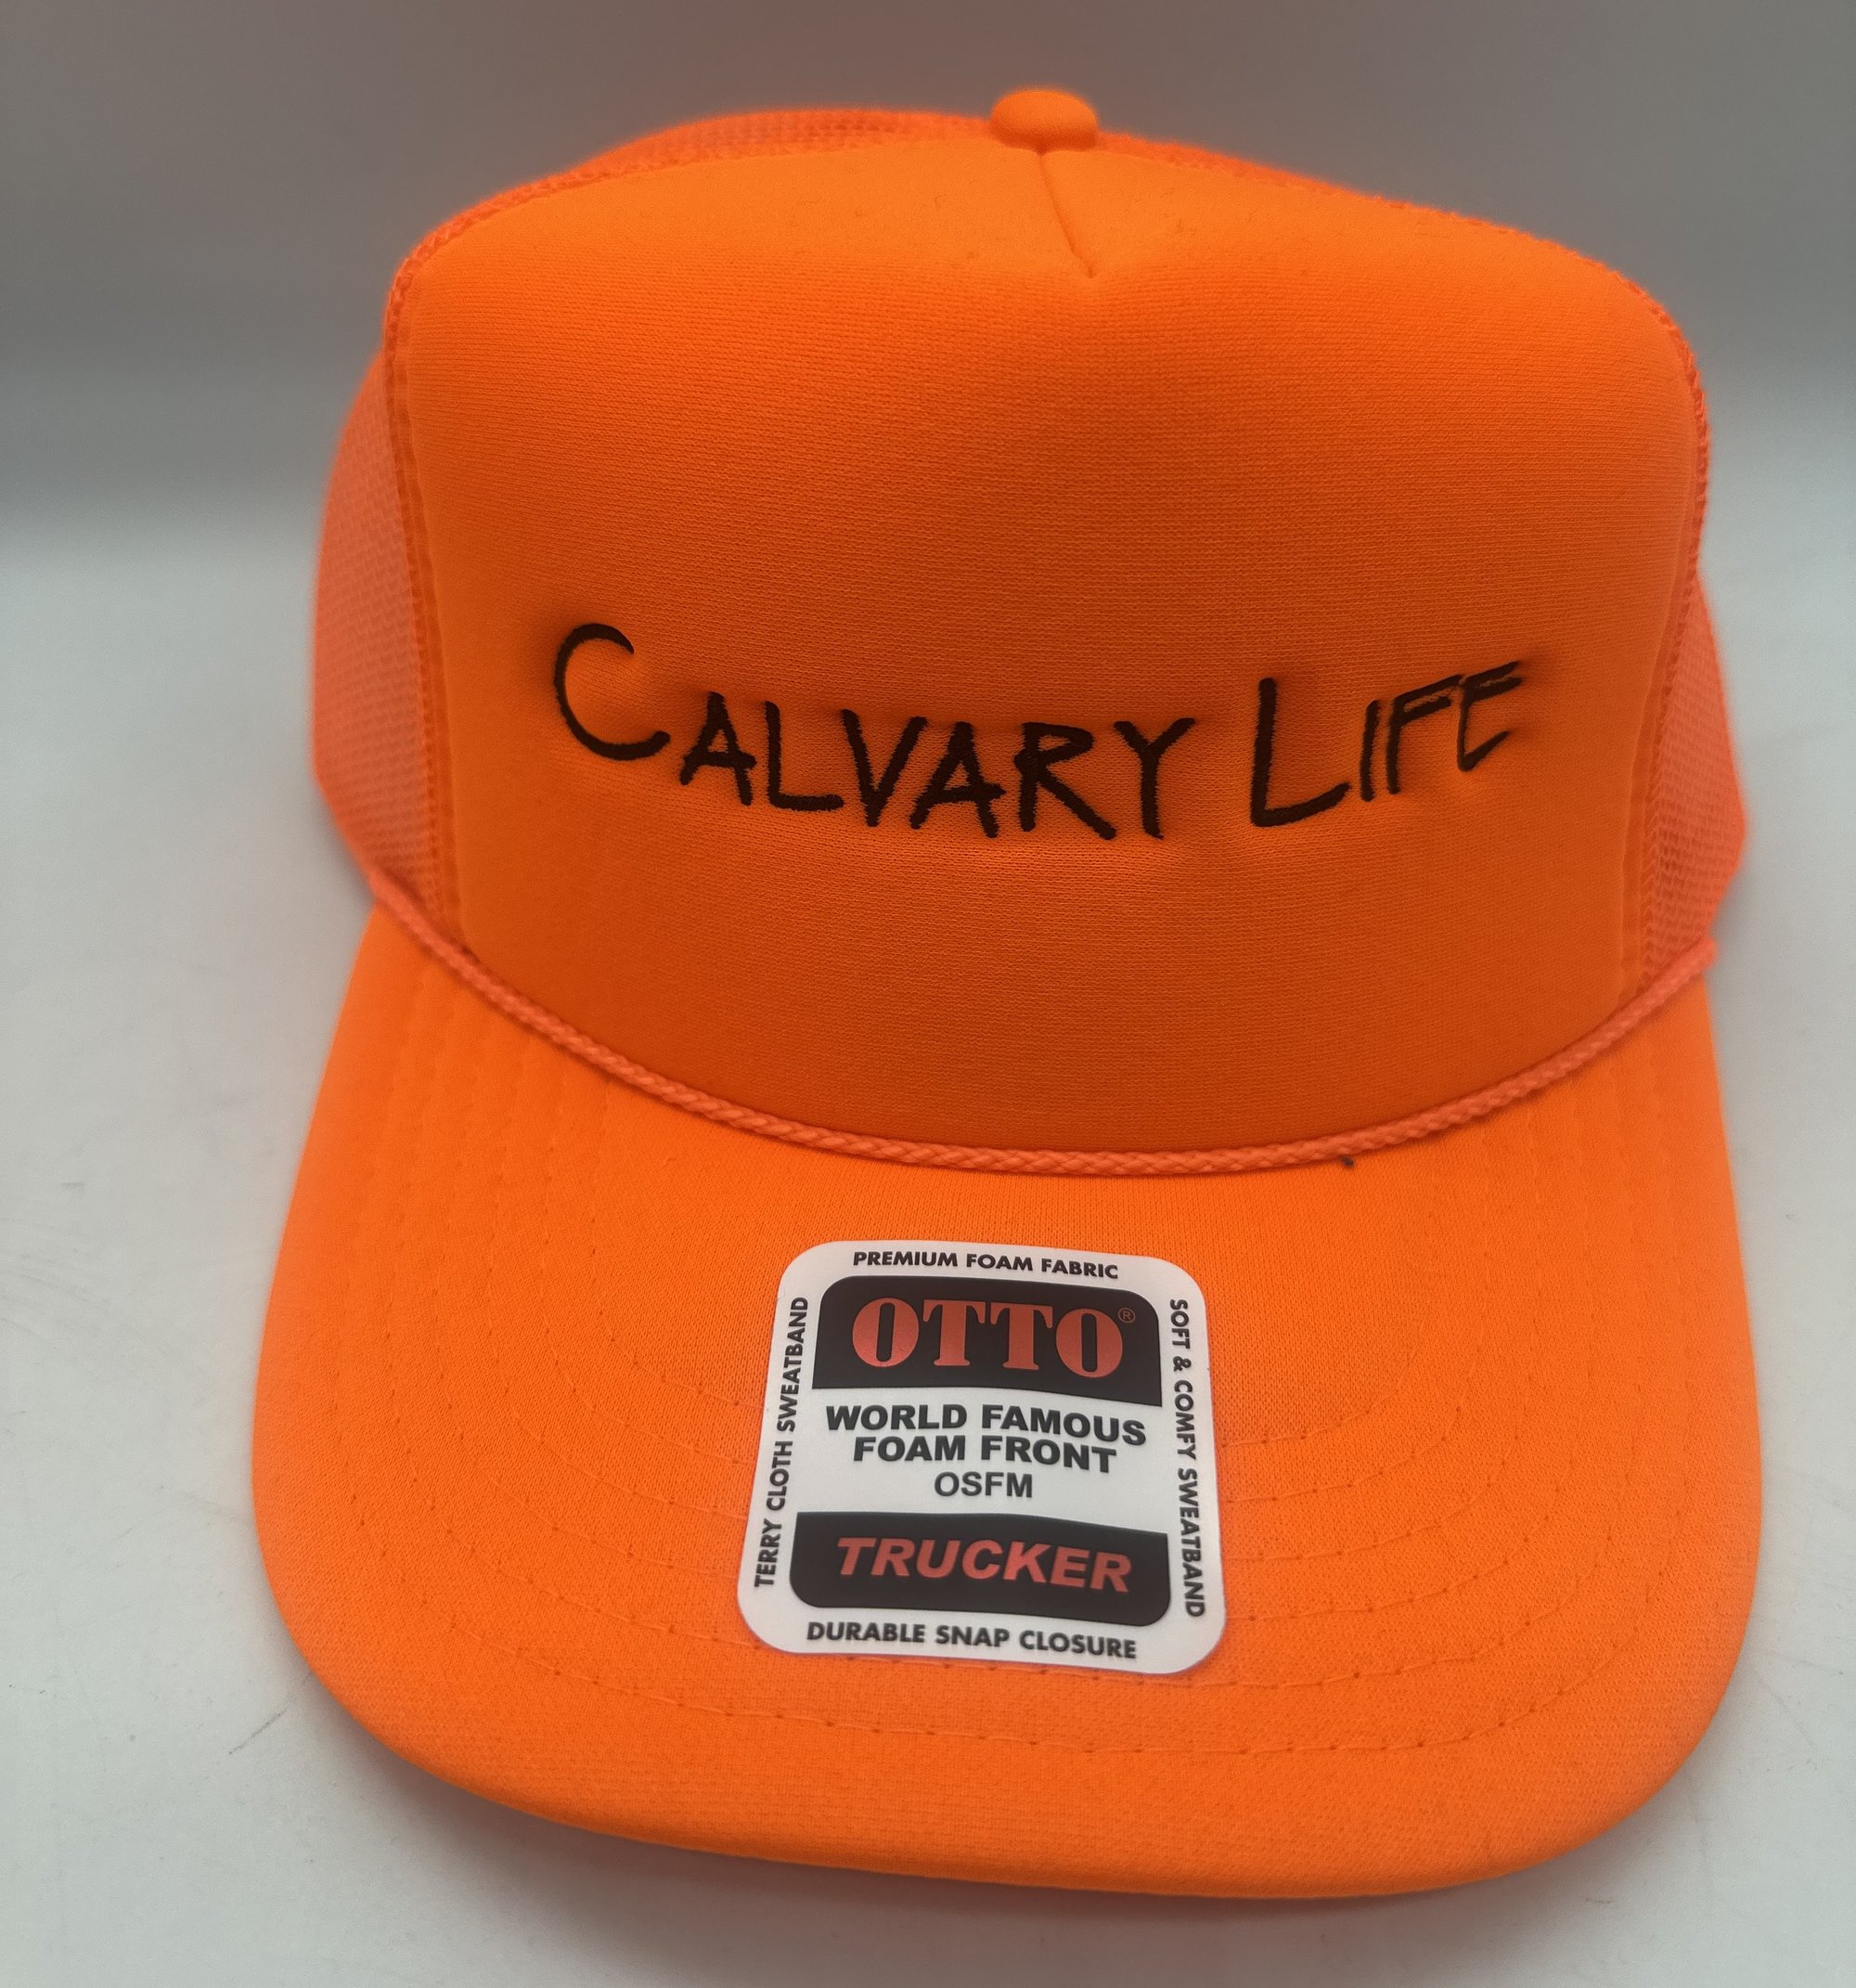 CALVARY LIFE
PREMIUM FOAM FABRIC
OTTO®
WORLD FAMOUS
FOAM FRONT
OSFM
TRUCKER
DURABLE SNAP CLOSURE
TERRY CLOTH SWEATBAND
SOFT & COMFY SWEATBAND